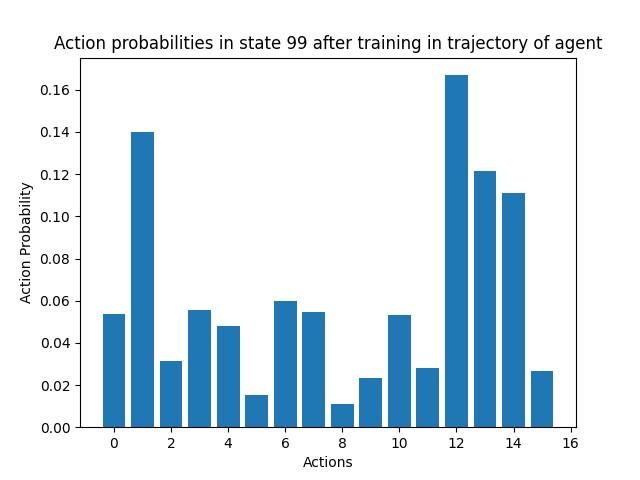 Action probabilities in state 99 after training in trajectory of agent
0.16
0.14
0.12
0.10
0.08
0.06
0.04
0.02
0.00
Action Probability
0 2 4 6 8 10 12 14 16
Actions